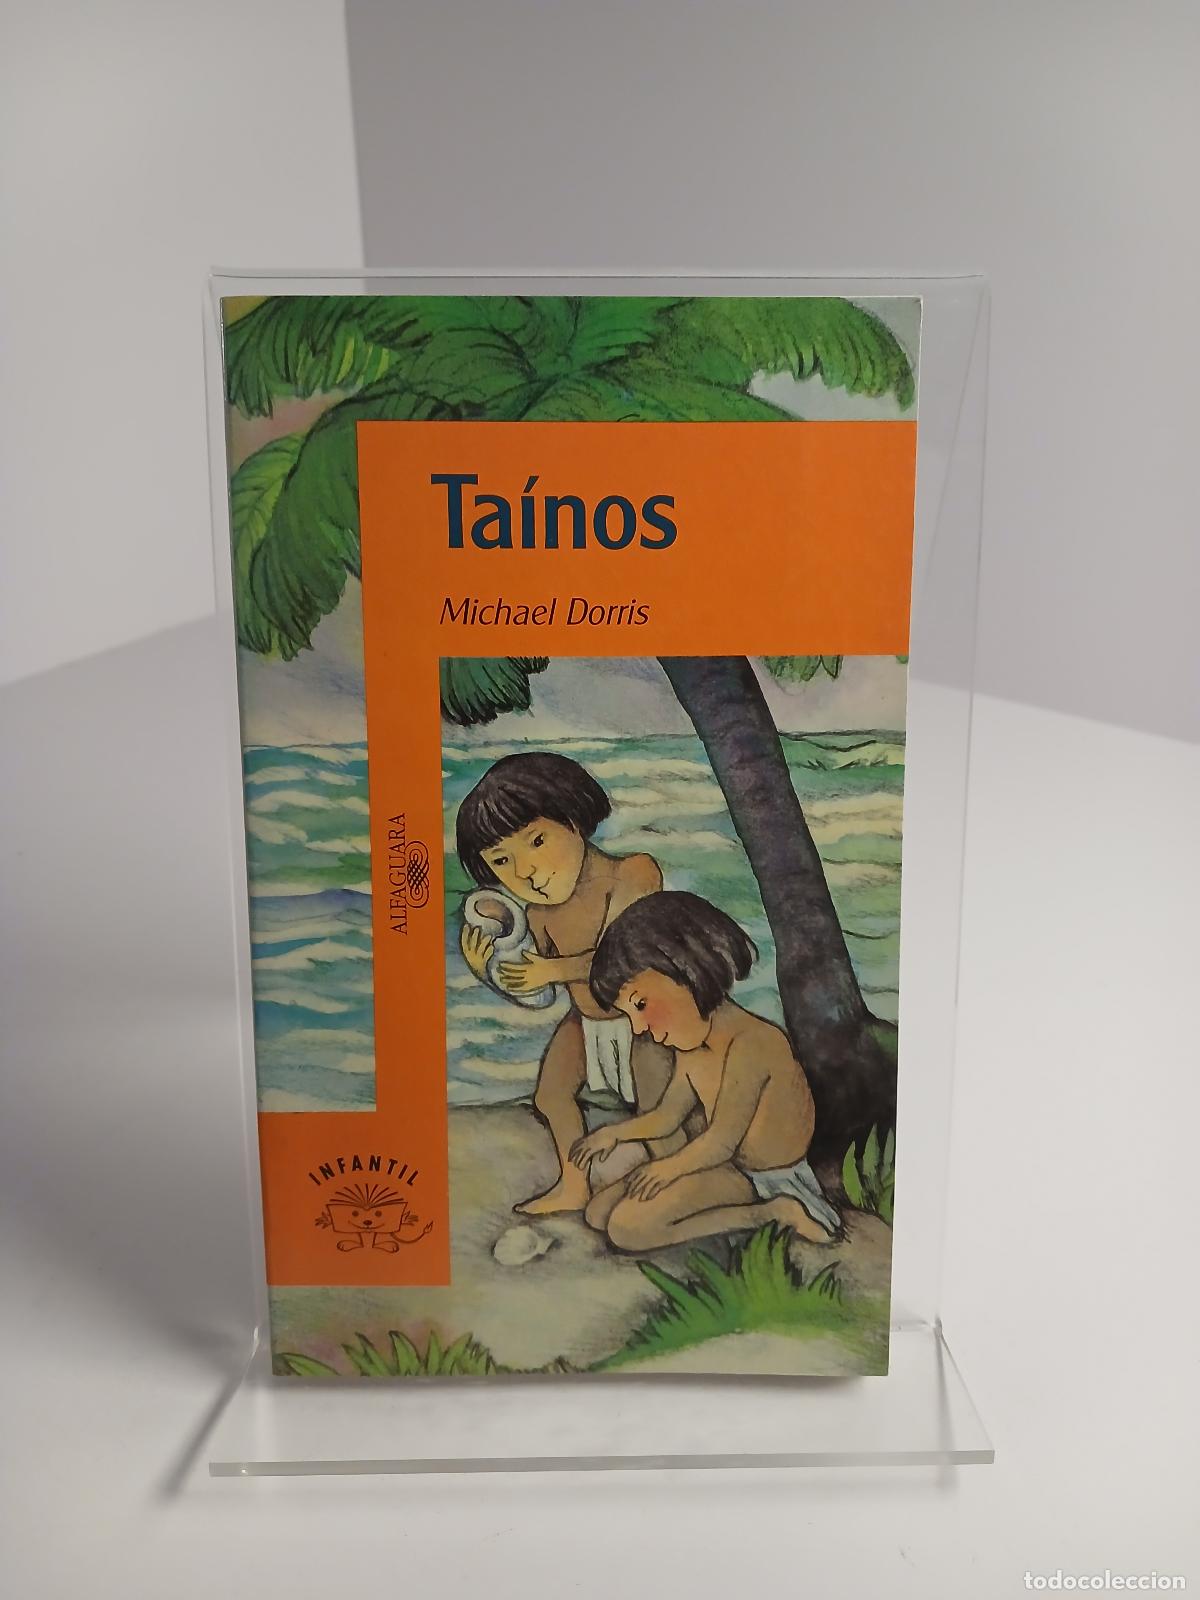 Taínos
Michael Dorris
ALFAGUARA
INFANTIL
todocoleccion